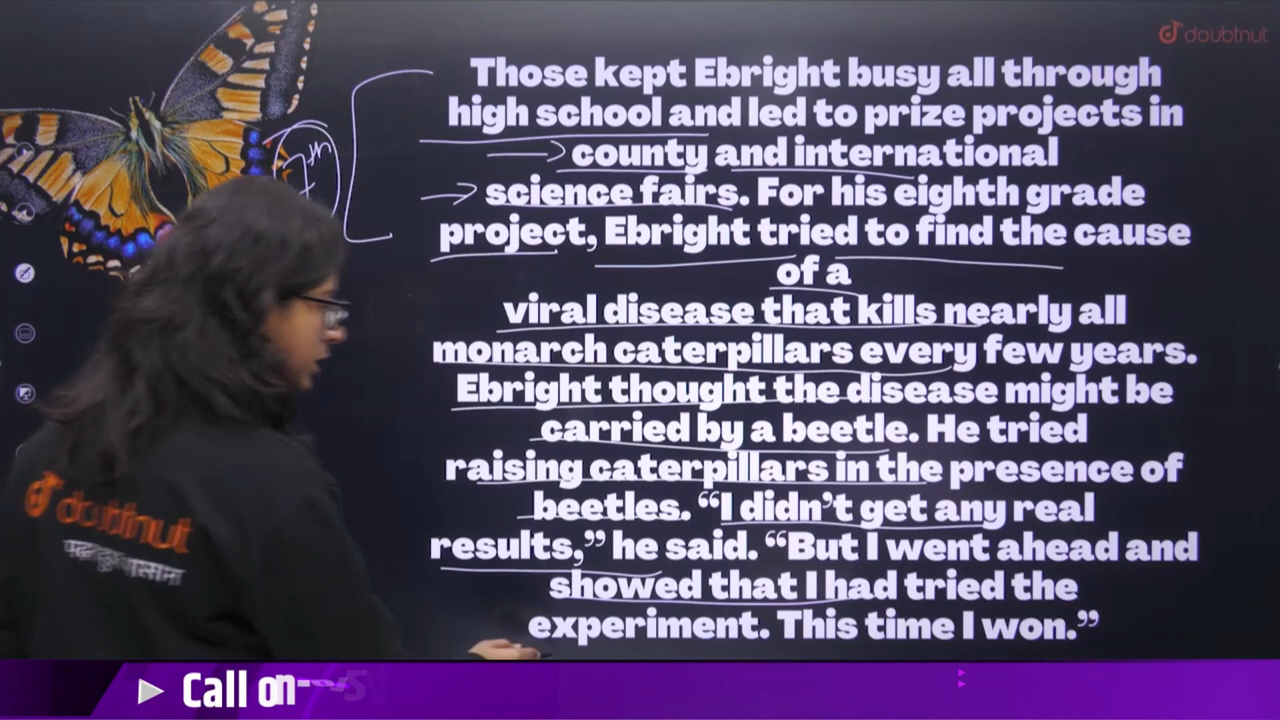 doubtnut
Those kept Ebright busy all through
high school and led to prize projects in
county and international
science fairs. For his eighth grade
project, Ebright tried to find the cause
of a
viral disease that kills nearly all
monarch caterpillars every few years.
Ebright thought the disease might be
carried by a beetle. He tried
raising caterpillars in the presence of
beetles. “I didn’t get any real
results,” he said. “But I went ahead and
showed that I had tried the
experiment. This time I won.”
7th
doubtnut
Call on-